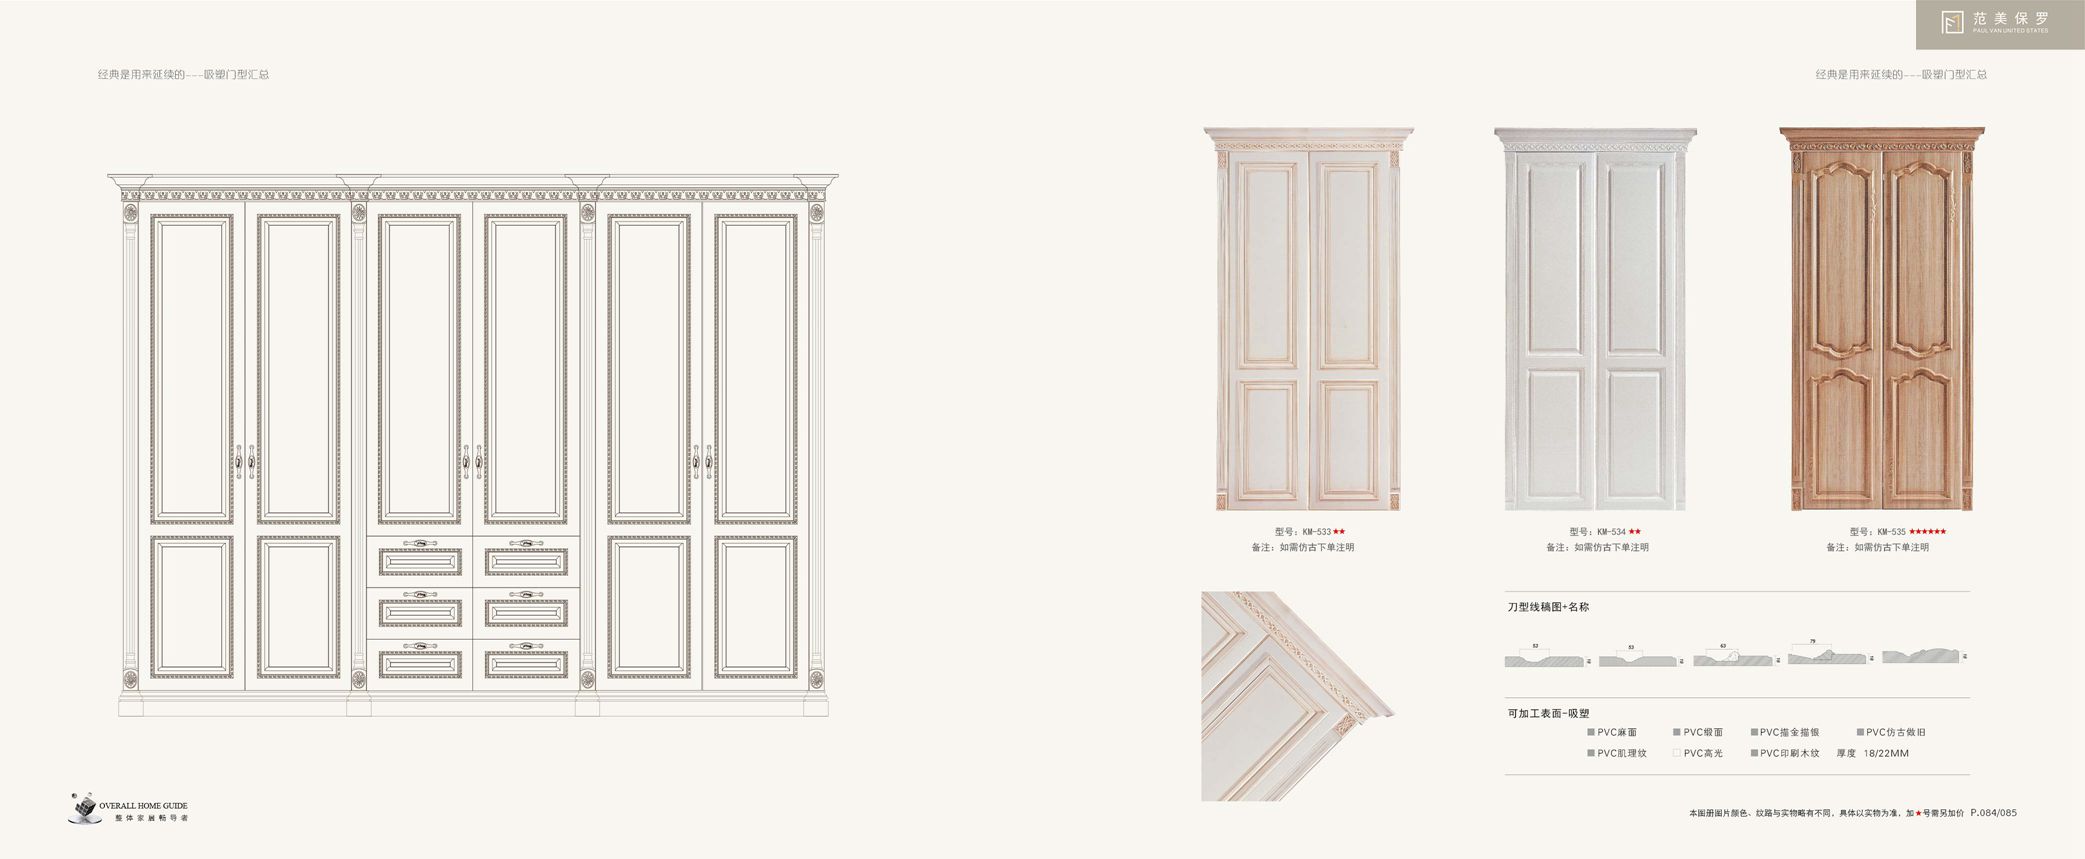 范美保罗
PAUL VAN UNITED STATES
经典是用来延续的---吸塑门型汇总
经典是用来延续的---吸塑门型汇总
型号：KM-533★★
备注：如需仿古下单注明
型号：KM-534★★
备注：如需仿古下单注明
型号：KM-535★★★★★★
备注：如需仿古下单注明
刀型线稿图+名称
53
53
63
79
可加工表面-吸塑
PVC麻面 PVC缎面 PVC描金描银 PVC仿古做旧
PVC肌理纹 PVC高光 PVC印刷木纹 厚度 18/22MM
OVERALL HOME GUIDE
整体家居畅导者
本图册图片颜色、纹路与实物略有不同，具体以实物为准，加★号需另加价 P.084/085